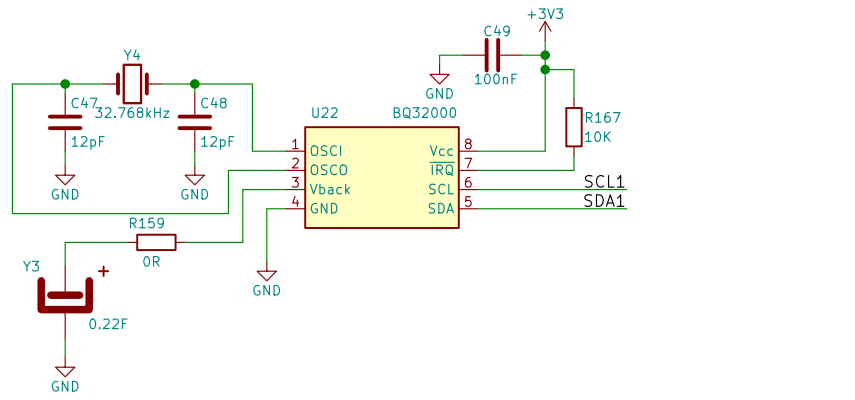 +3V3
C49
100nF
GND
Y4
32.768kHz
C47
12pF
GND
C48
12pF
GND
U22
BQ32000
R167
10K
1
OSCI
2
OSCO
3
Vback
4
GND
8
Vcc
7
IRQ
6
SCL
5
SDA
SCL1
SDA1
GND
R159
0R
Y3
+
0.22F
GND